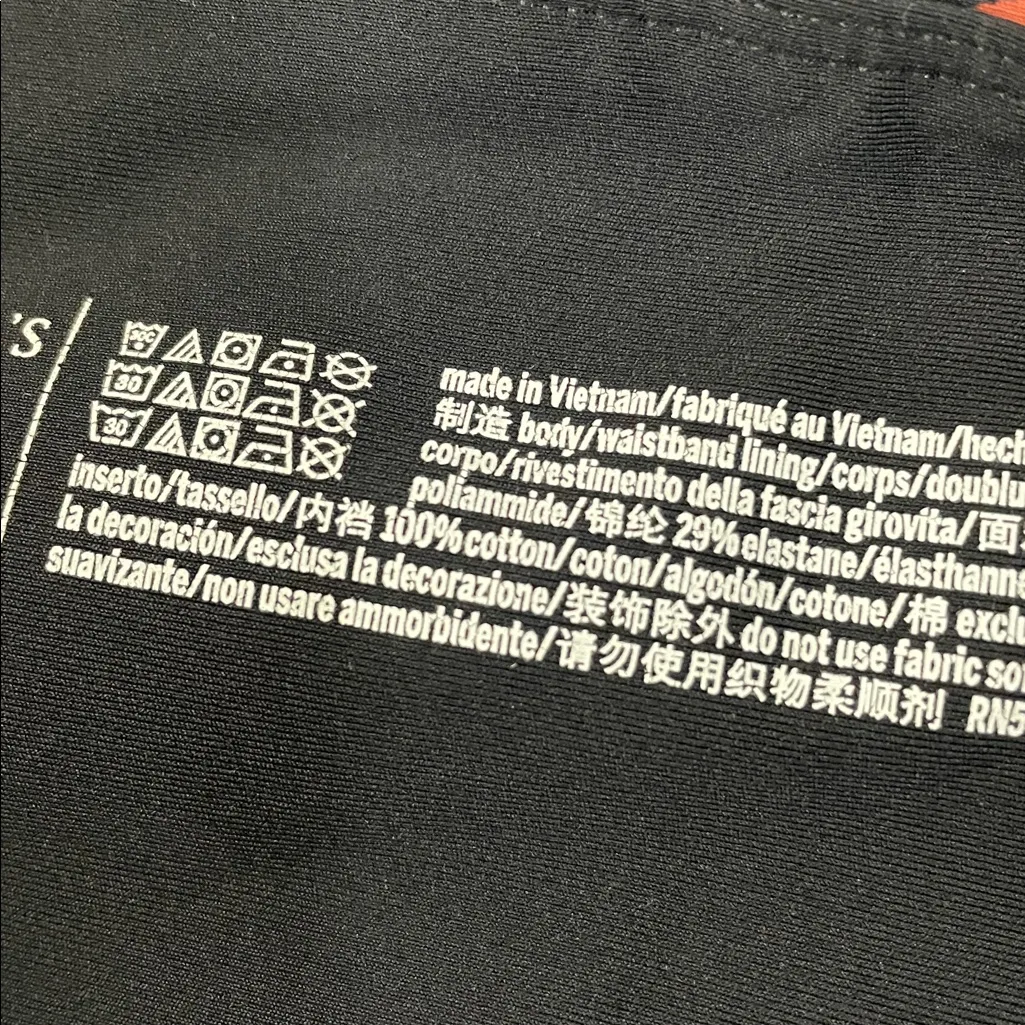 'S
30C
30
30
made in Vietnam/fabriqué au Vietnam/hech
制造 body/waistband lining/corps/doublu
corpo/rivestimento della fascia girovita/面
poliammide/锦纶 29% elastane/élasthanne
inserto/tassello/内裆 100% cotton/coton/algodón/cotone/棉 exclu
la decoración/esclusa la decorazione/装饰除外 do not use fabric so
suavizante/non usare ammorbidente/请勿使用织物柔顺剂 RN5